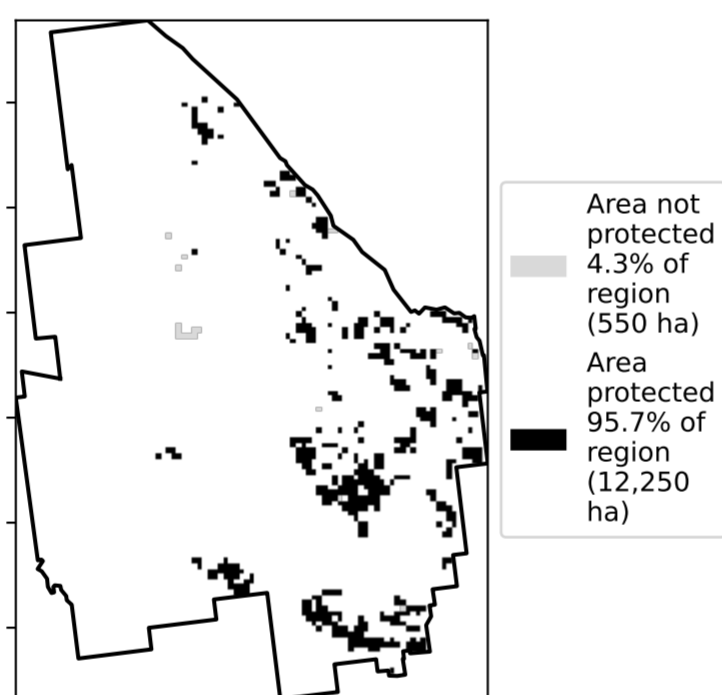 Area not
protected
4.3% of
region
(550 ha)
Area
protected
95.7% of
region
(12,250
ha)